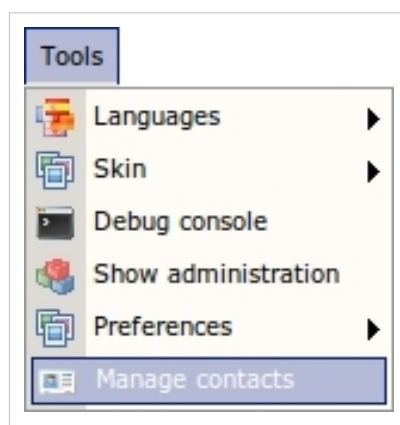 Tools
Languages
Skin
Debug console
Show administration
Preferences
Manage contacts